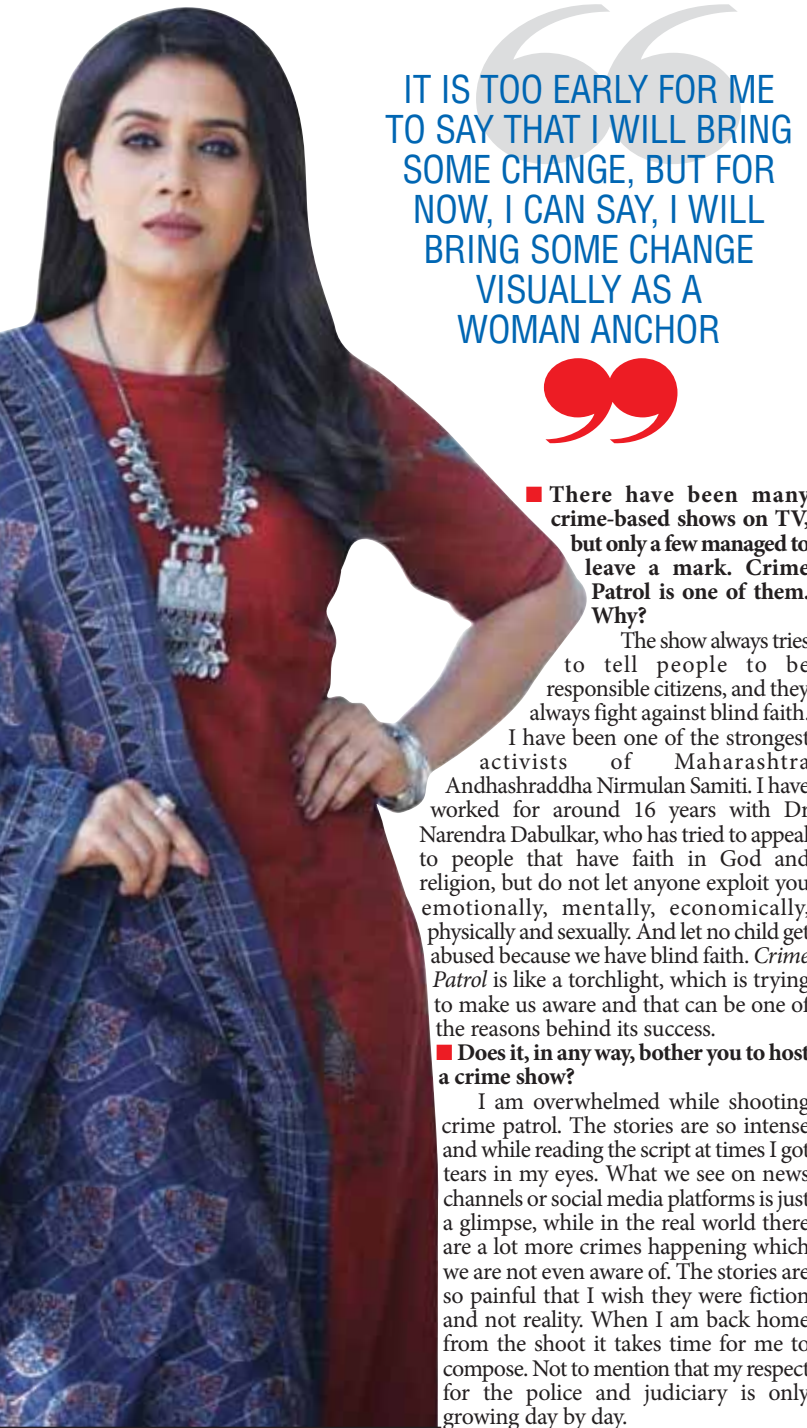 IT IS TOO EARLY FOR ME
TO SAY THAT I WILL BRING
SOME CHANGE, BUT FOR
NOW, I CAN SAY, I WILL
BRING SOME CHANGE
VISUALLY AS A
WOMAN ANCHOR
■ There have been many
crime-based shows on TV,
but only a few managed to
leave a mark. Crime
Patrol is one of them.
Why?
The show always tries
to tell people to be
responsible citizens, and they
always fight against blind faith.
I have been one of the strongest
activists of Maharashtra
Andhashraddha Nirmulan Samiti. I have
worked for around 16 years with Dr
Narendra Dabulkar, who has tried to appeal
to people that have faith in God and
religion, but do not let anyone exploit you
emotionally, mentally, economically,
physically and sexually. And let no child get
abused because we have blind faith. Crime
Patrol is like a torchlight, which is trying
to make us aware and that can be one of
the reasons behind its success.
■ Does it, in any way, bother you to host
a crime show?
I am overwhelmed while shooting
crime patrol. The stories are so intense
and while reading the script at times I got
tears in my eyes. What we see on news
channels or social media platforms is just
a glimpse, while in the real world there
are a lot more crimes happening which
we are not even aware of. The stories are
so painful that I wish they were fiction
and not reality. When I am back home
from the shoot it takes time for me to
compose. Not to mention that my respect
for the police and judiciary is only
growing day by day.